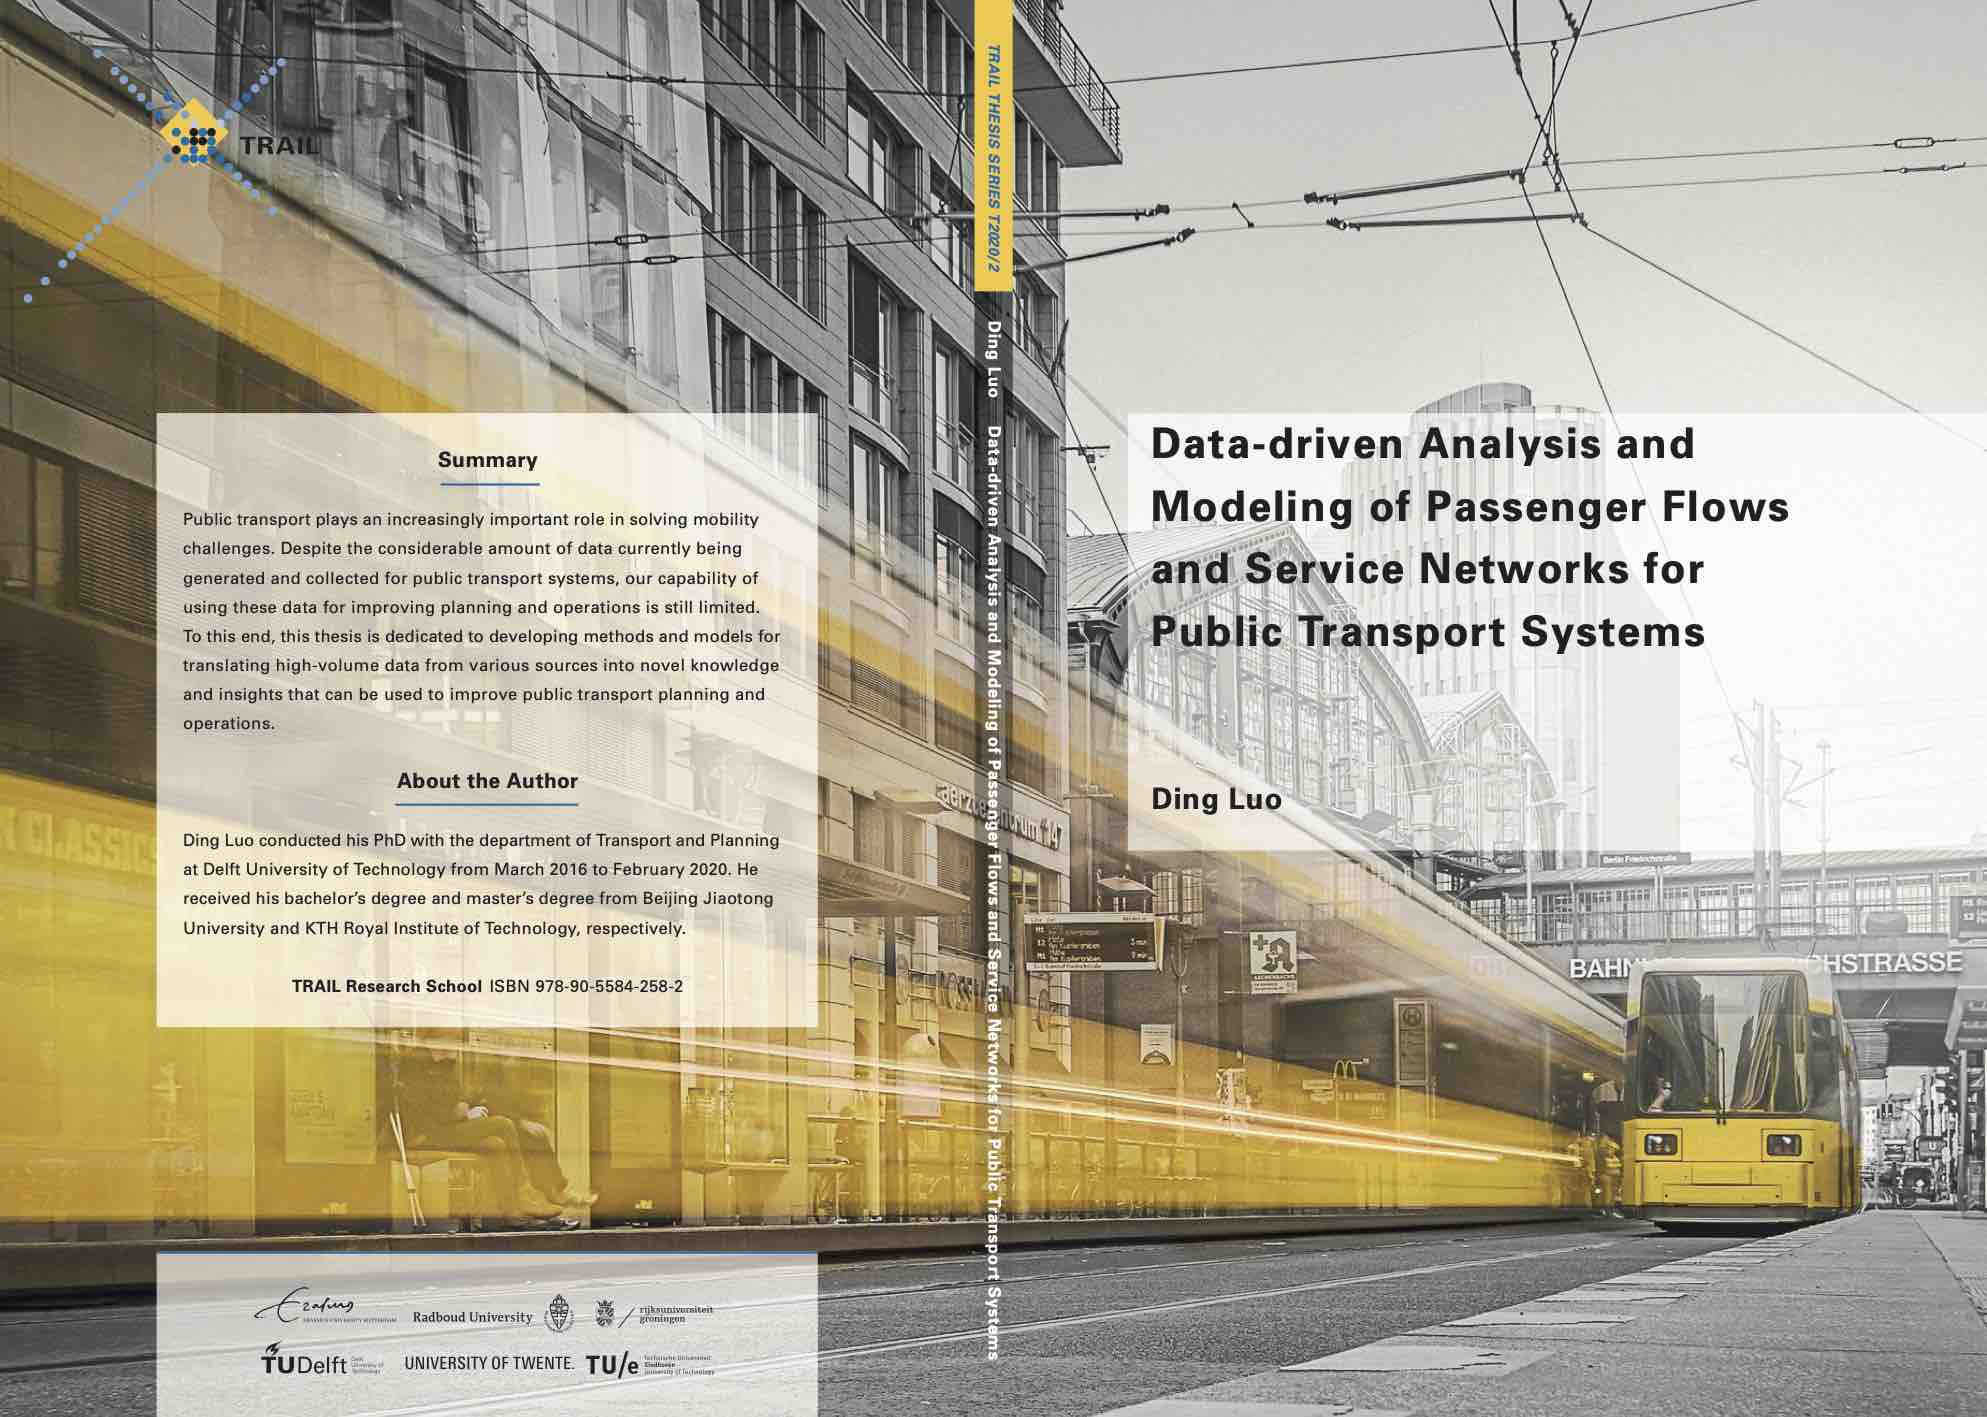 TRAIL
Summary
Public transport plays an increasingly important role in solving mobility
challenges. Despite the considerable amount of data currently being
generated and collected for public transport systems, our capability of
using these data for improving planning and operations is still limited.
To this end, this thesis is dedicated to developing methods and models for
translating high-volume data from various sources into novel knowledge
and insights that can be used to improve public transport planning and
operations.
About the Author
Ding Luo conducted his PhD with the department of Transport and Planning
at Delft University of Technology from March 2016 to February 2020. He
received his bachelor’s degree and master’s degree from Beijing Jiaotong
University and KTH Royal Institute of Technology, respectively.
TRAIL Research School ISBN 978-90-5584-258-2
Erasmus
ERASMUS UNIVERSITY ROTTERDAM
Radboud University
rijksuniversiteit
groningen
TUDelft
Delft
University of
Technology
UNIVERSITY OF TWENTE.
TU/e
Technische Universiteit
Eindhoven
University of Technology
TRAIL THESIS SERIES T2020/2
Ding Luo
Data-driven Analysis and Modeling of Passenger Flows and Service Networks for Public Transport Systems
Data-driven Analysis and
Modeling of Passenger Flows
and Service Networks for
Public Transport Systems
Ding Luo
CLASSICS
Berlin Friedrichstraße
BAHN
CHSTRASSE